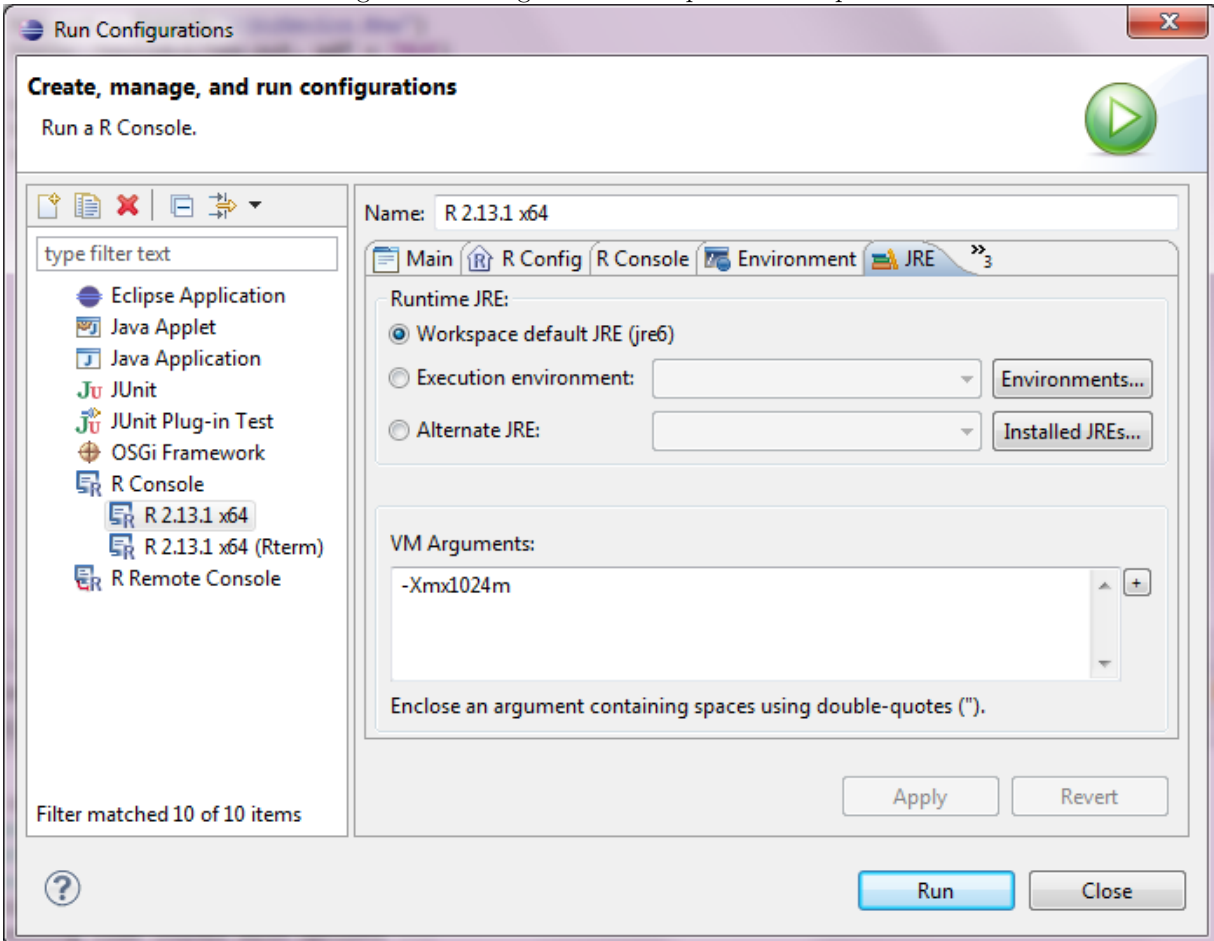 Run Configurations
Create, manage, and run configurations
Run a R Console.
type filter text
Eclipse Application
Java Applet
Java Application
JUnit
JUnit Plug-in Test
OSGi Framework
R Console
R 2.13.1 x64
R 2.13.1 x64 (Rterm)
R Remote Console
Filter matched 10 of 10 items
Name: R 2.13.1 x64
Main R Config R Console Environment JRE »3
Runtime JRE:
Workspace default JRE (jre6)
Execution environment: Environments...
Alternate JRE: Installed JREs...
VM Arguments:
-Xmx1024m
+
Enclose an argument containing spaces using double-quotes (").
Apply Revert
? Run Close